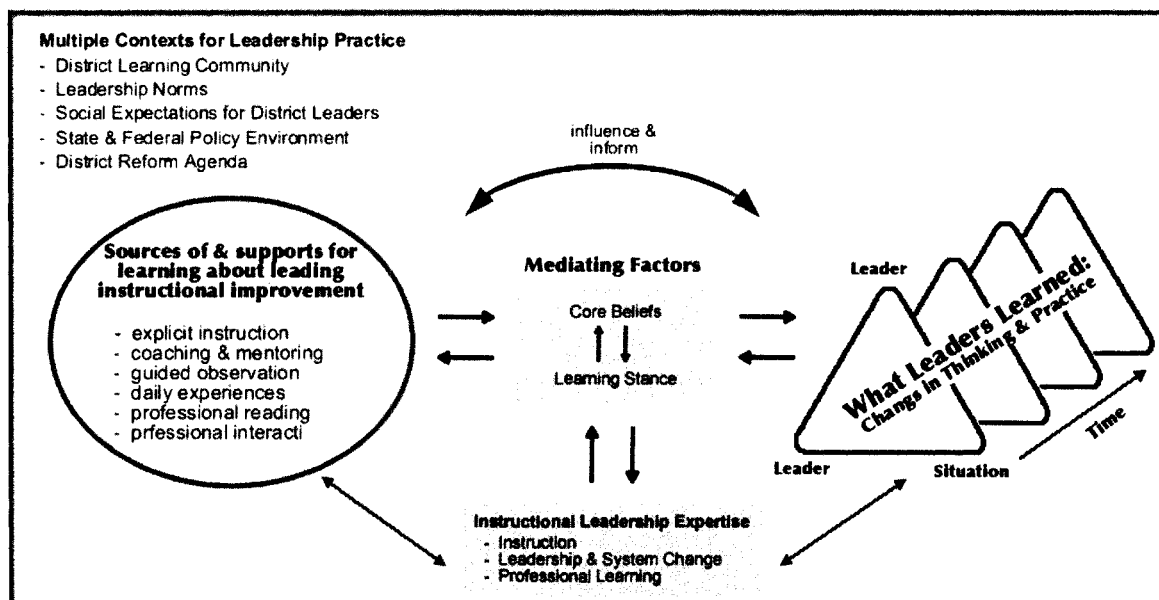 Multiple Contexts for Leadership Practice
- District Learning Community
- Leadership Norms
- Social Expectations for District Leaders
- State & Federal Policy Environment
- District Reform Agenda
influence &
inform
Sources of & supports for
learning about leading
instructional improvement
- explicit instruction
- coaching & mentoring
- guided observation
- daily experiences
- professional reading
- prfessional interacti
Mediating Factors
Core Beliefs
Learning Stance
Instructional Leadership Expertise
- Instruction
- Leadership & System Change
- Professional Learning
Leader
What Leaders Learned:
Changs in Thinking & Practice
Leader
Situation
Time